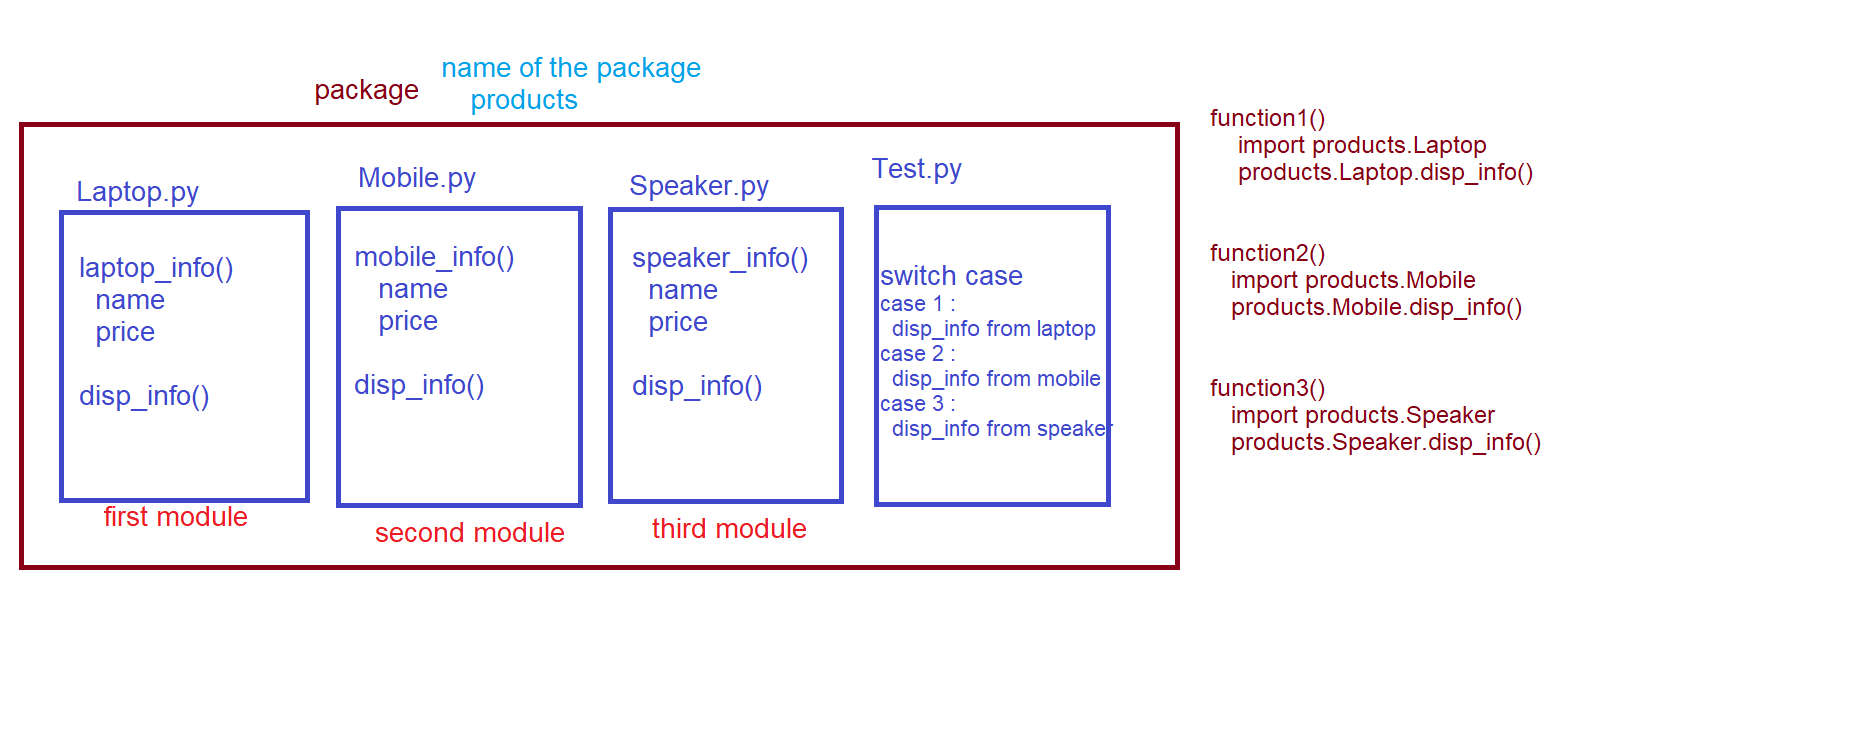 package
name of the package
products
Laptop.py
laptop_info()
name
price
disp_info()
first module
Mobile.py
mobile_info()
name
price
disp_info()
second module
Speaker.py
speaker_info()
name
price
disp_info()
third module
Test.py
switch case
case 1 :
disp_info from laptop
case 2 :
disp_info from mobile
case 3 :
disp_info from speaker
function1()
import products.Laptop
products.Laptop.disp_info()
function2()
import products.Mobile
products.Mobile.disp_info()
function3()
import products.Speaker
products.Speaker.disp_info()